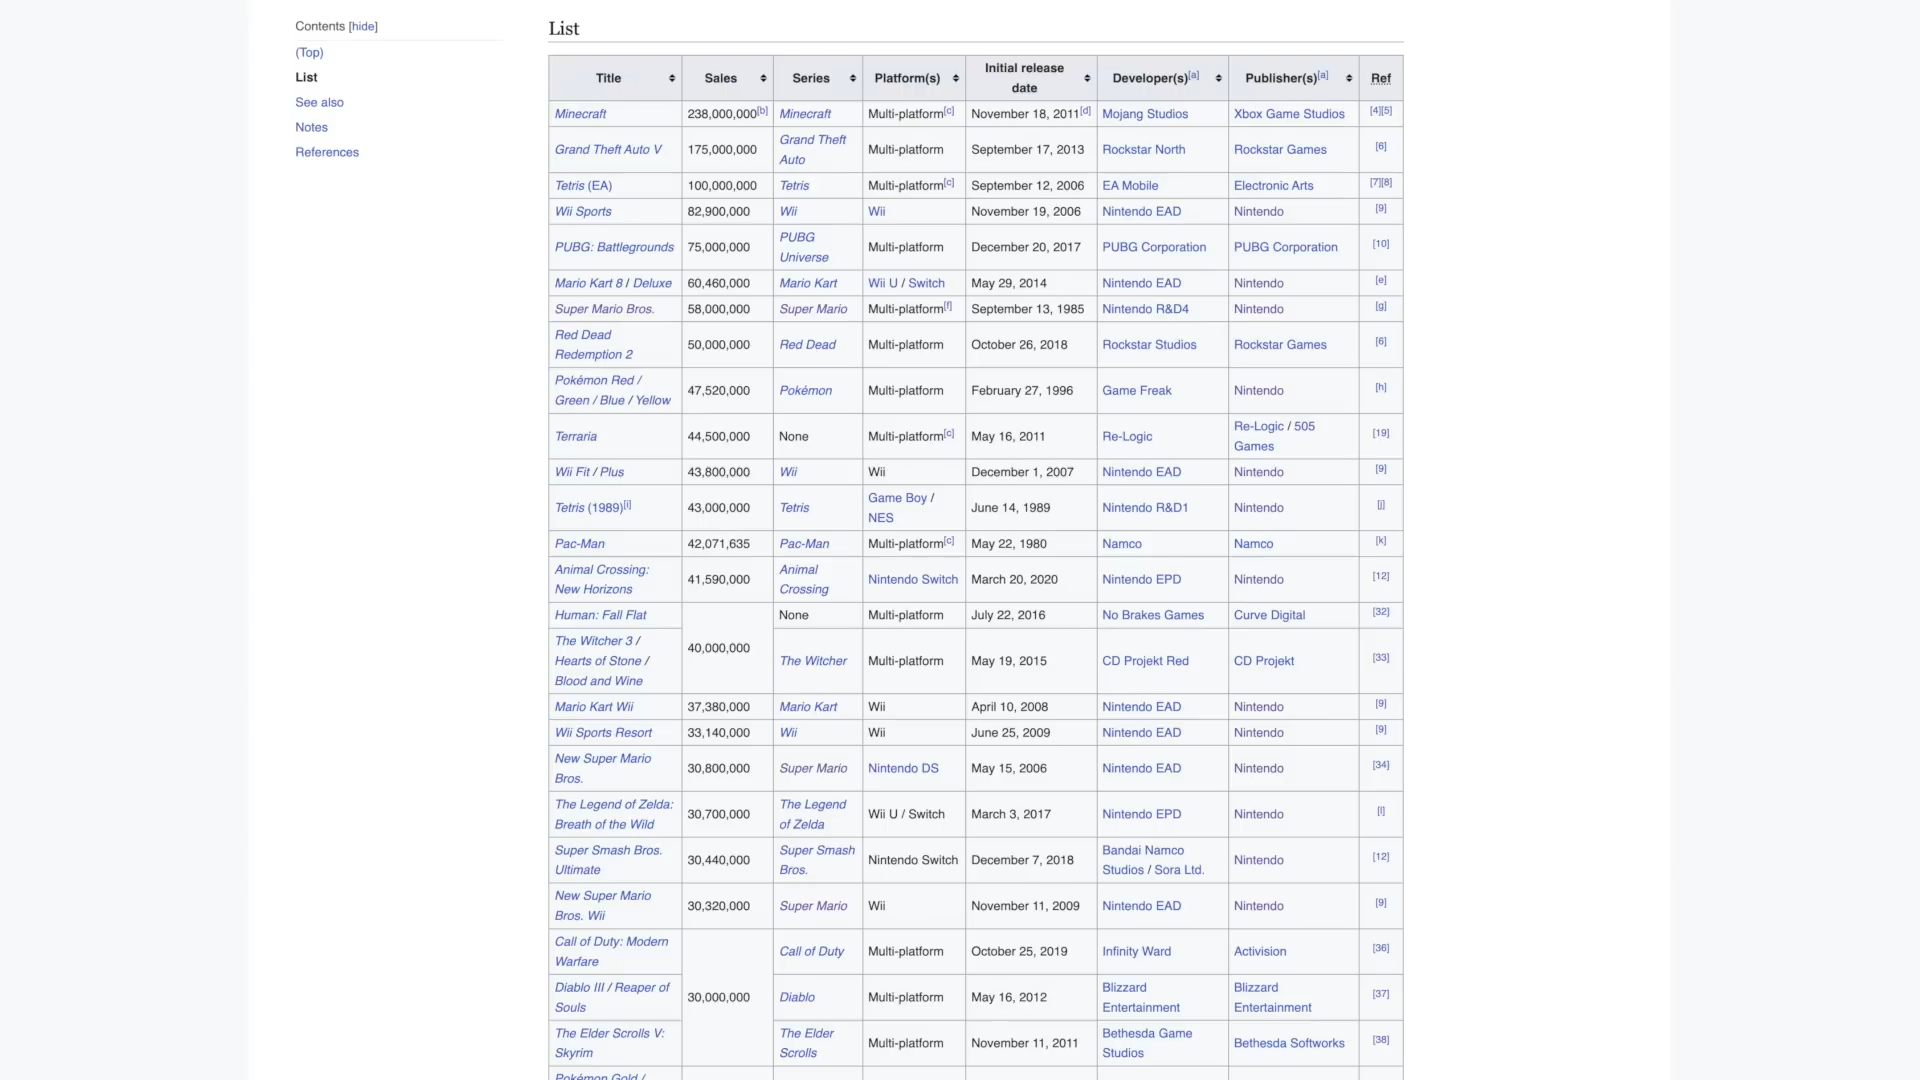 Contents [hide]
(Top)
List
See also
Notes
References
List
Title Sales Series Platform(s) Initial release date Developer(s)[a] Publisher(s)[a] Ref
Minecraft 238,000,000[b] Minecraft Multi-platform[c] November 18, 2011[d] Mojang Studios Xbox Game Studios [4][5]
Grand Theft Auto V 175,000,000 Grand Theft Auto Multi-platform September 17, 2013 Rockstar North Rockstar Games [6]
Tetris (EA) 100,000,000 Tetris Multi-platform[c] September 12, 2006 EA Mobile Electronic Arts [7][8]
Wii Sports 82,900,000 Wii Wii November 19, 2006 Nintendo EAD Nintendo [9]
PUBG: Battlegrounds 75,000,000 PUBG Universe Multi-platform December 20, 2017 PUBG Corporation PUBG Corporation [10]
Mario Kart 8 / Deluxe 60,460,000 Mario Kart Wii U / Switch May 29, 2014 Nintendo EAD Nintendo [e]
Super Mario Bros. 58,000,000 Super Mario Multi-platform[f] September 13, 1985 Nintendo R&D4 Nintendo [g]
Red Dead Redemption 2 50,000,000 Red Dead Multi-platform October 26, 2018 Rockstar Studios Rockstar Games [6]
Pokémon Red / Green / Blue / Yellow 47,520,000 Pokémon Multi-platform February 27, 1996 Game Freak Nintendo [h]
Terraria 44,500,000 None Multi-platform[c] May 16, 2011 Re-Logic Re-Logic / 505 Games [19]
Wii Fit / Plus 43,800,000 Wii Wii December 1, 2007 Nintendo EAD Nintendo [9]
Tetris (1989)[i] 43,000,000 Tetris Game Boy / NES June 14, 1989 Nintendo R&D1 Nintendo [j]
Pac-Man 42,071,635 Pac-Man Multi-platform[c] May 22, 1980 Namco Namco [k]
Animal Crossing: New Horizons 41,590,000 Animal Crossing Nintendo Switch March 20, 2020 Nintendo EPD Nintendo [12]
Human: Fall Flat 40,000,000 None Multi-platform July 22, 2016 No Brakes Games Curve Digital [32]
The Witcher 3 / Hearts of Stone / Blood and Wine The Witcher Multi-platform May 19, 2015 CD Projekt Red CD Projekt [33]
Mario Kart Wii 37,380,000 Mario Kart Wii April 10, 2008 Nintendo EAD Nintendo [9]
Wii Sports Resort 33,140,000 Wii Wii June 25, 2009 Nintendo EAD Nintendo [9]
New Super Mario Bros. 30,800,000 Super Mario Nintendo DS May 15, 2006 Nintendo EAD Nintendo [34]
The Legend of Zelda: Breath of the Wild 30,700,000 The Legend of Zelda Wii U / Switch March 3, 2017 Nintendo EPD Nintendo [l]
Super Smash Bros. Ultimate 30,440,000 Super Smash Bros. Nintendo Switch December 7, 2018 Bandai Namco Studios / Sora Ltd. Nintendo [12]
New Super Mario Bros. Wii 30,320,000 Super Mario Wii November 11, 2009 Nintendo EAD Nintendo [9]
Call of Duty: Modern Warfare 30,000,000 Call of Duty Multi-platform October 25, 2019 Infinity Ward Activision [36]
Diablo III / Reaper of Souls Diablo Multi-platform May 16, 2012 Blizzard Entertainment Blizzard Entertainment [37]
The Elder Scrolls V: Skyrim The Elder Scrolls Multi-platform November 11, 2011 Bethesda Game Studios Bethesda Softworks [38]
Pokémon Gold /